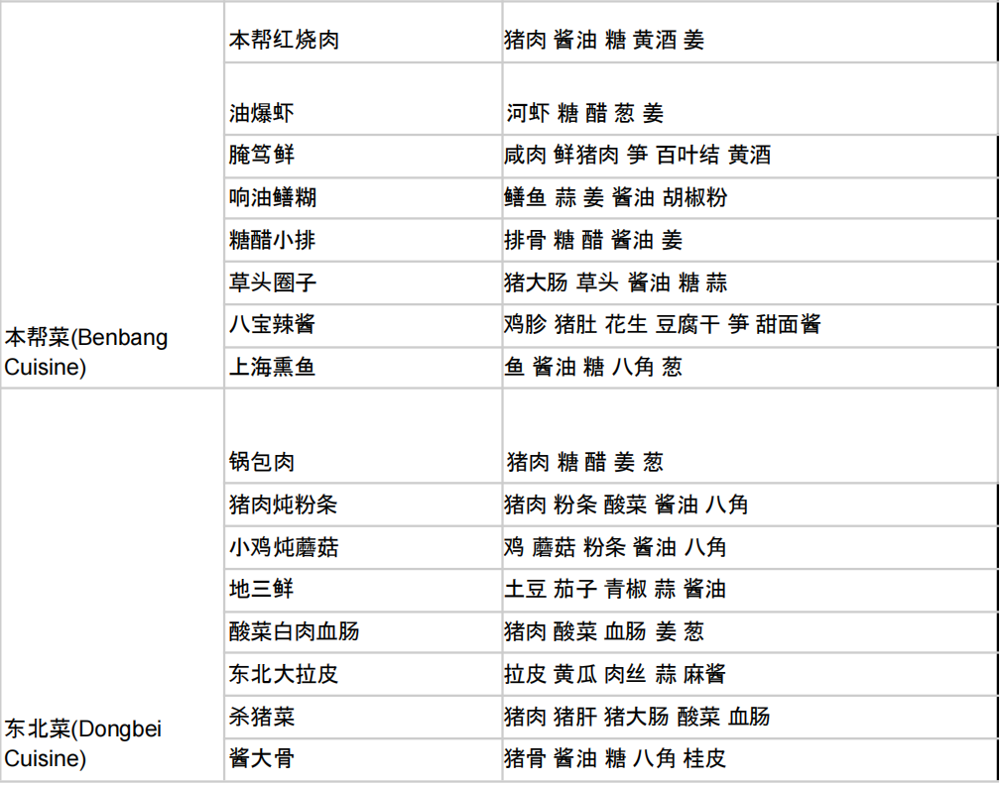 本帮红烧肉 猪肉 酱油 糖 黄酒 姜
油爆虾 河虾 糖 醋 葱 姜
腌笃鲜 咸肉 鲜猪肉 笋 百叶结 黄酒
响油鳝糊 鳝鱼 蒜 姜 酱油 胡椒粉
糖醋小排 排骨 糖 醋 酱油 姜
草头圈子 猪大肠 草头 酱油 糖 蒜
八宝辣酱 鸡胗 猪肚 花生 豆腐干 笋 甜面酱
本帮菜(Benbang
Cuisine)
上海熏鱼 鱼 酱油 糖 八角 葱
锅包肉 猪肉 糖 醋 姜 葱
猪肉炖粉条 猪肉 粉条 酸菜 酱油 八角
小鸡炖蘑菇 鸡 蘑菇 粉条 酱油 八角
地三鲜 土豆 茄子 青椒 蒜 酱油
酸菜白肉血肠 猪肉 酸菜 血肠 姜 葱
东北大拉皮 拉皮 黄瓜 肉丝 蒜 麻酱
杀猪菜 猪肉 猪肝 猪大肠 酸菜 血肠
东北菜(Dongbei
Cuisine)
酱大骨 猪骨 酱油 糖 八角 桂皮